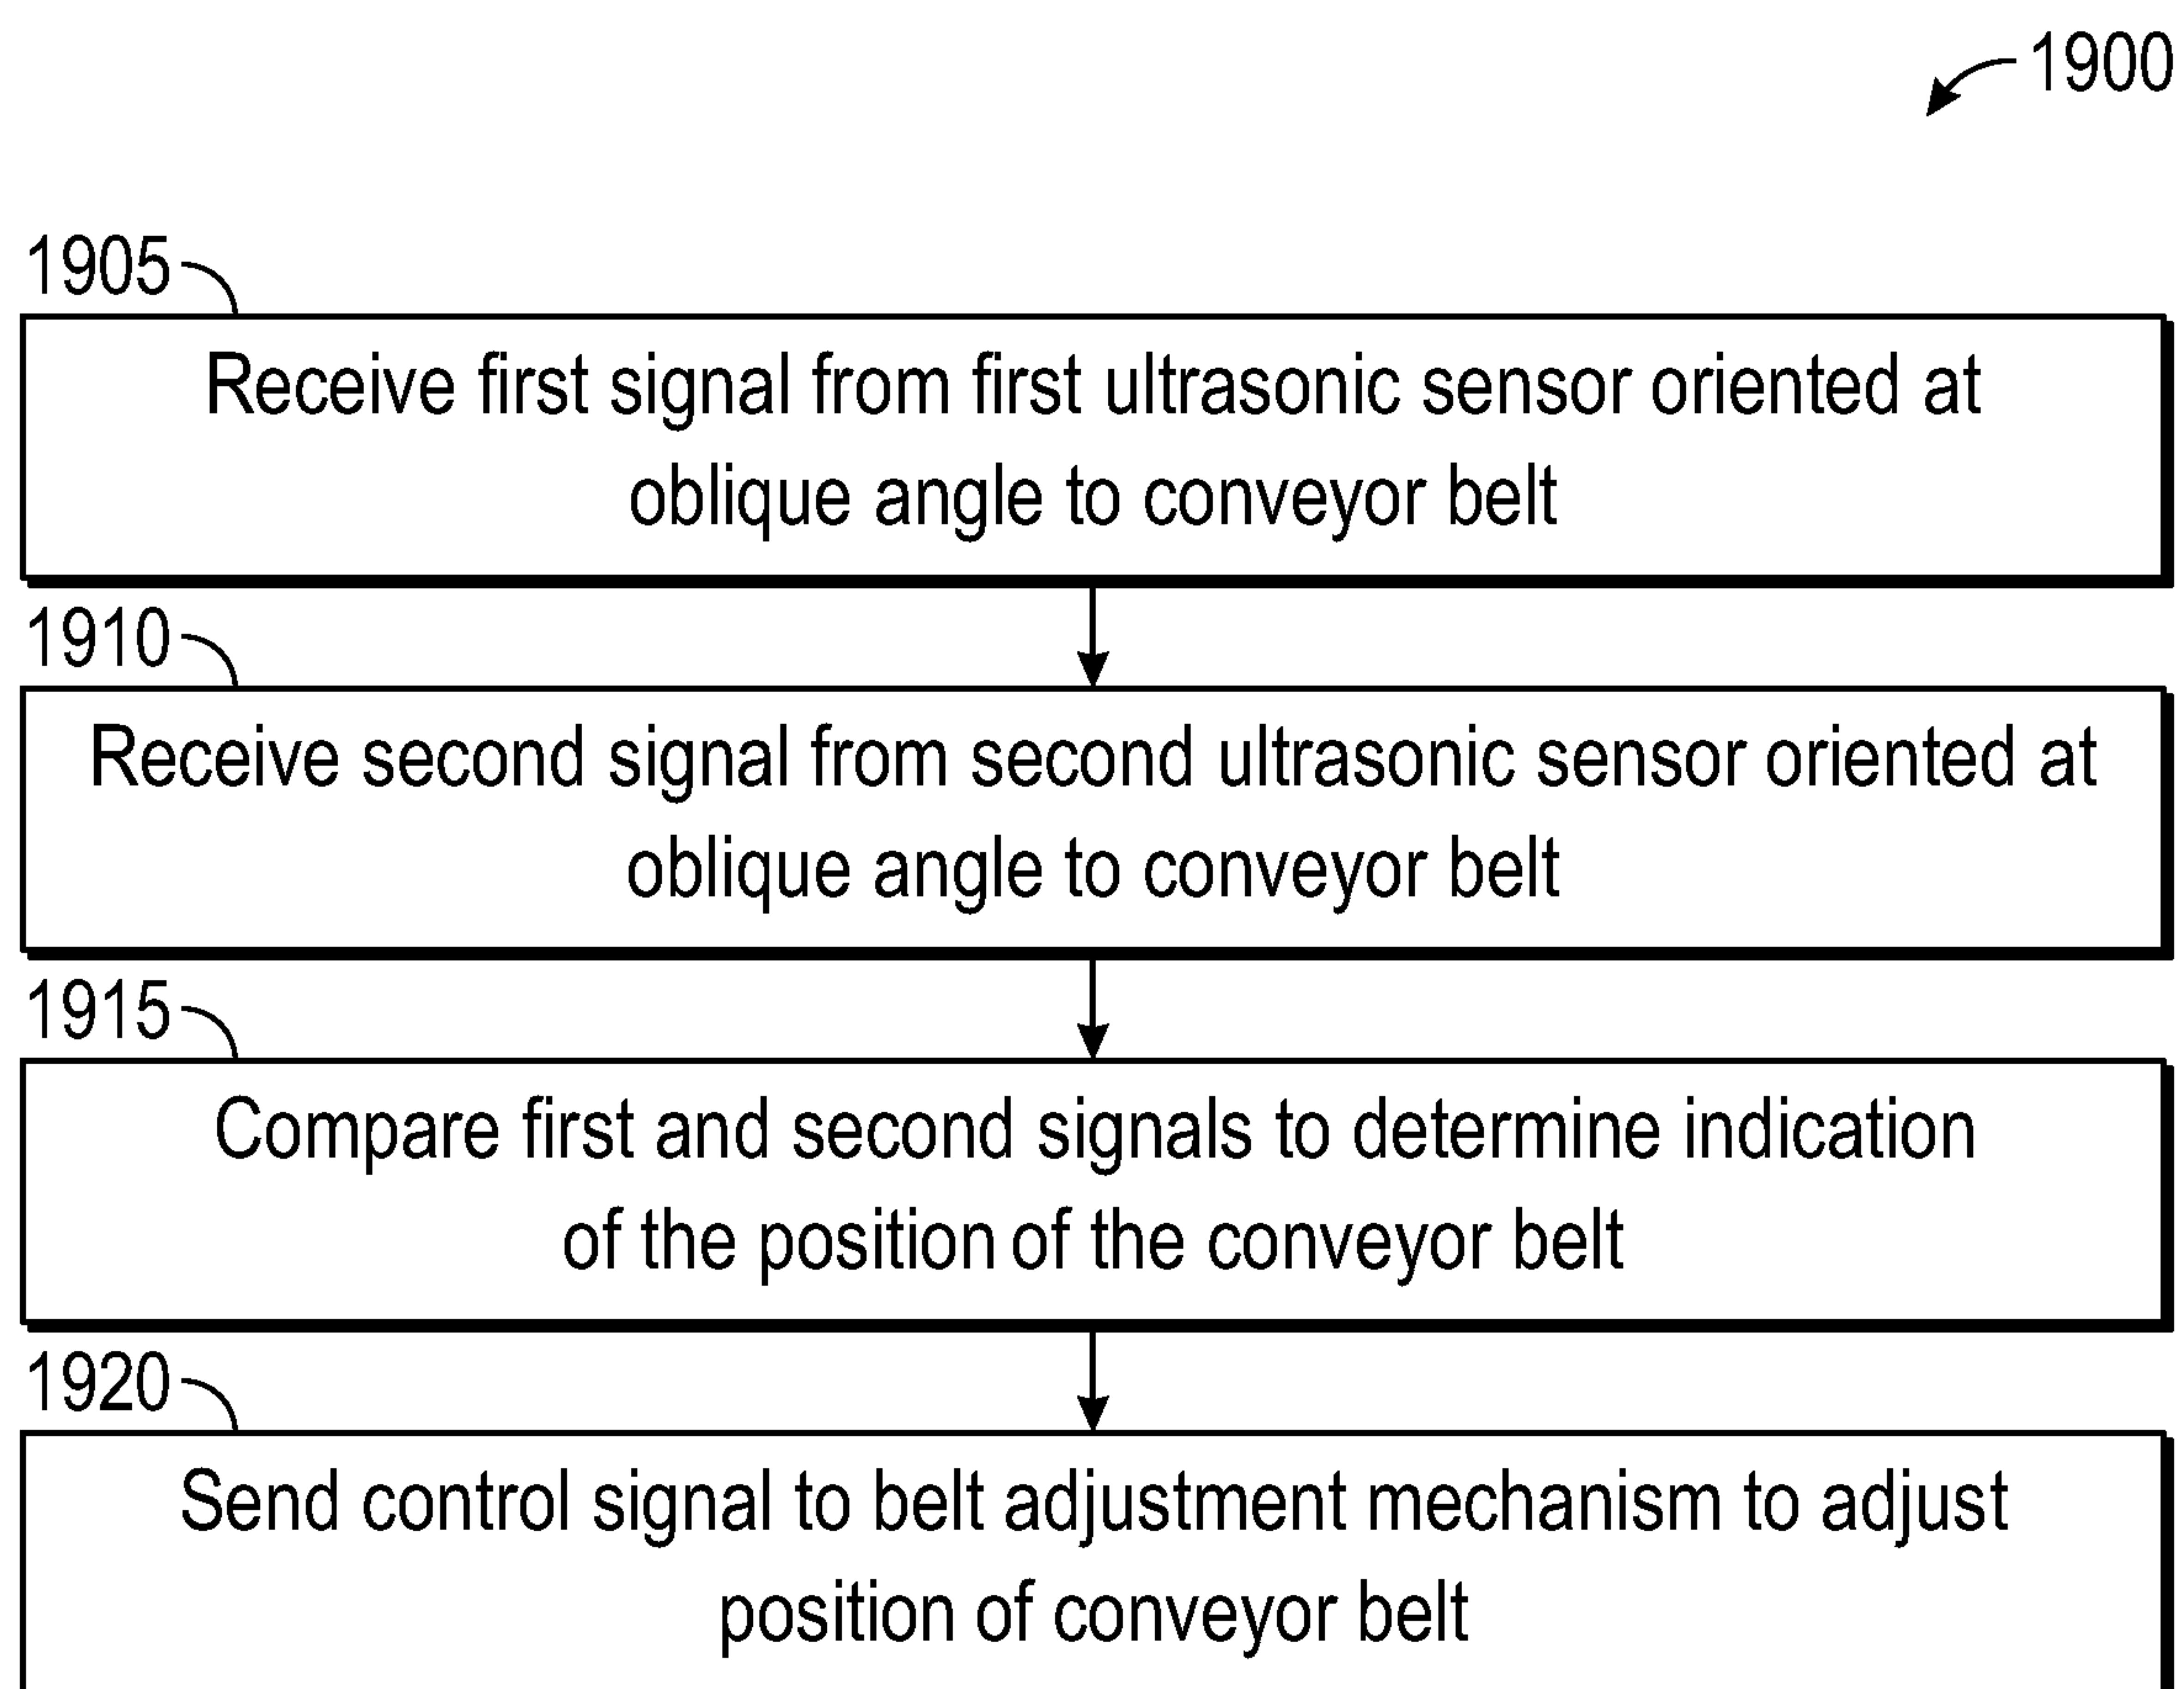 1900
1905
Receive first signal from first ultrasonic sensor oriented at
oblique angle to conveyor belt
1910
Receive second signal from second ultrasonic sensor oriented at
oblique angle to conveyor belt
1915
Compare first and second signals to determine indication
of the position of the conveyor belt
1920
Send control signal to belt adjustment mechanism to adjust
position of conveyor belt